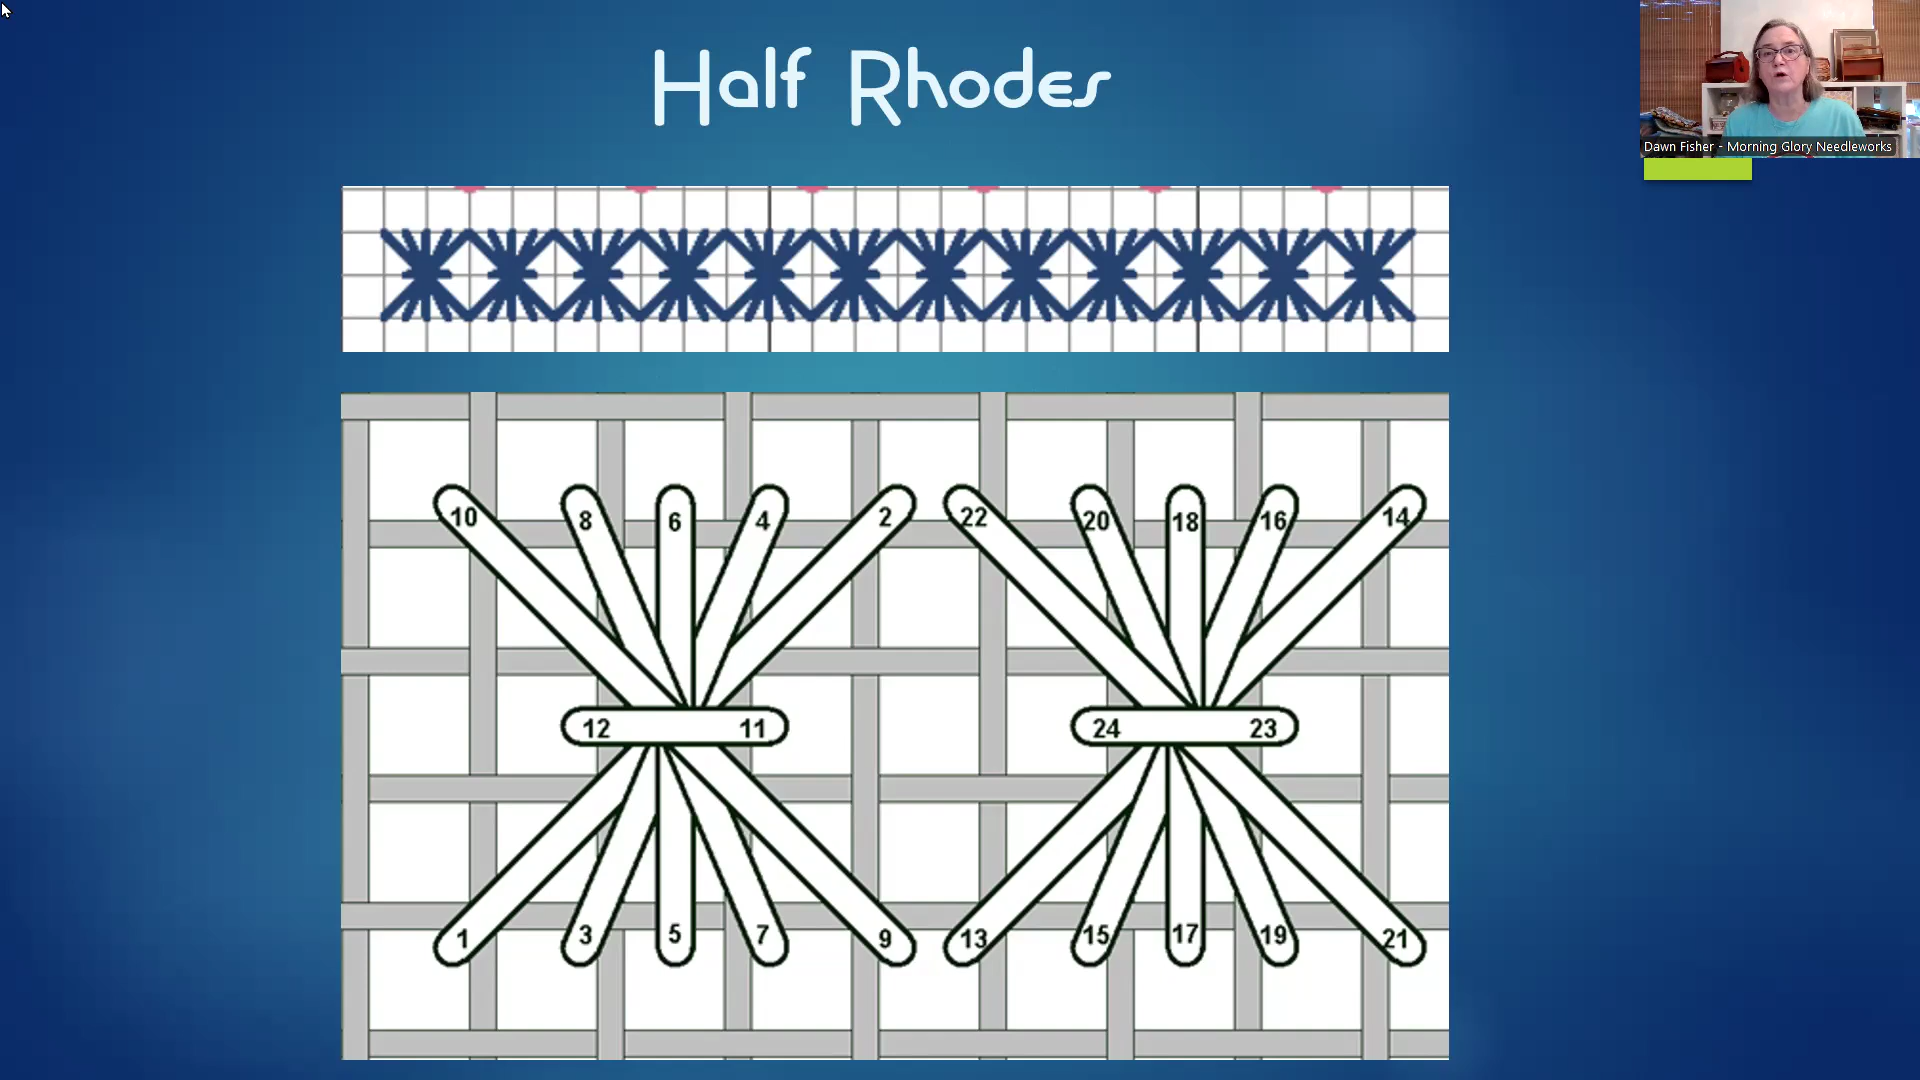 Half Rhodes
Dawn Fisher - Morning Glory Needleworks
10 8 6 4 2 22 20 18 16 14
12 11 24 23
1 3 5 7 9 13 15 17 19 21